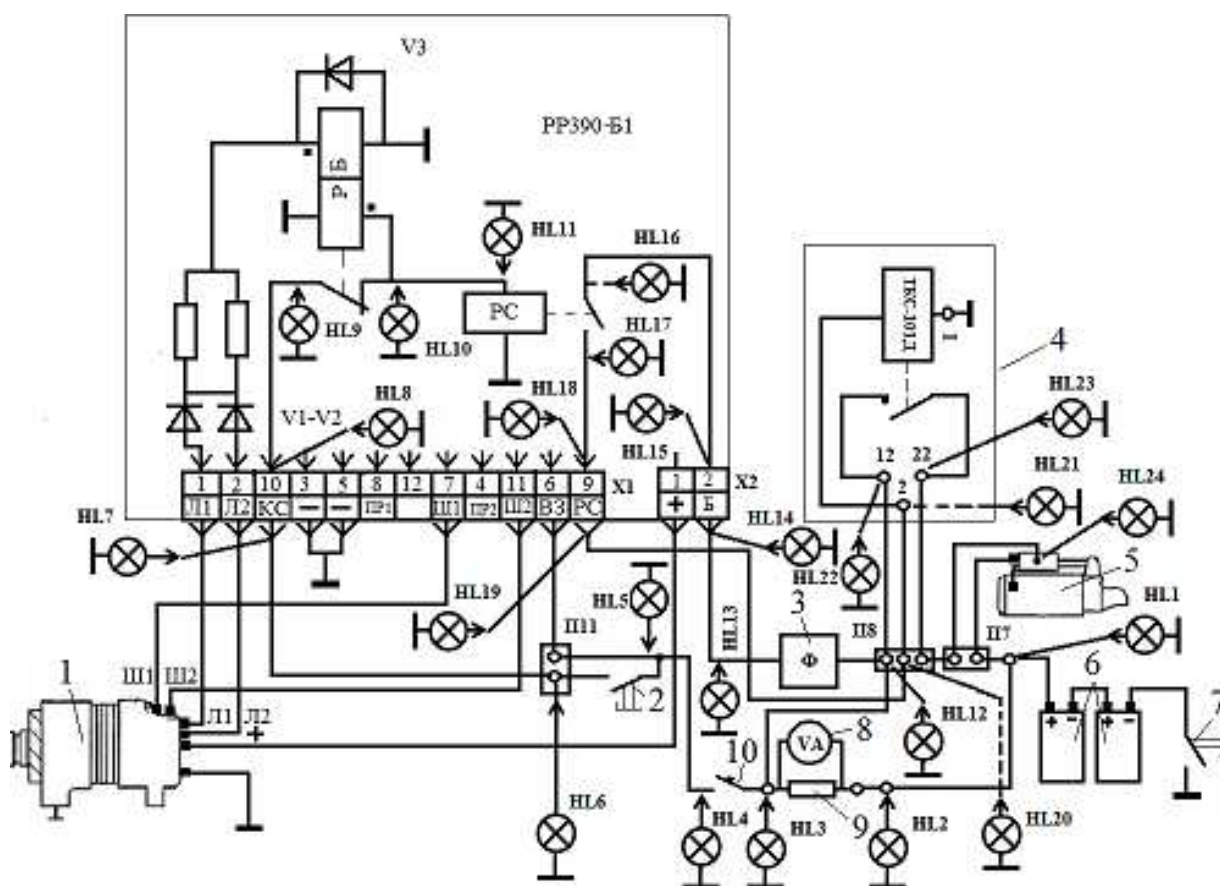 V3
РР390-Б1
Р, Б
HL11
HL16
РС
HL9
HL10
HL17
HL18
HL8
V1-V2
HL15
ТКС-101Д
1
4
HL23
12
22
2
HL21
HL24
1 2 10 3 5 8 12 7 4 11 6 9
X1
Л1 Л2 КС — — ПР1 Ш1 ПР2 Ш2 ВЗ РС
1 2
X2
+ Б
HL7
HL14
HL22
5
HL19
HL5
HL13
3
HL1
П11
Ф
П8
П7
1
Ш1
Ш2
Л1
Л2
+
2
HL12
8
6
7
10
VA
+ − + −
HL6
HL4
HL3
9
HL2
HL20